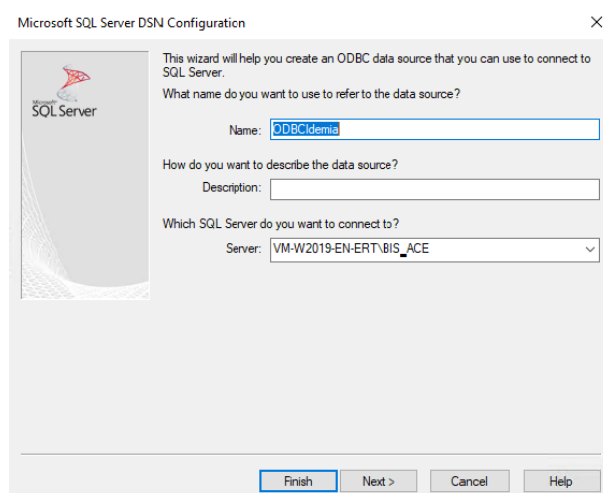 Microsoft SQL Server DSN Configuration
Microsoft
SQL Server
This wizard will help you create an ODBC data source that you can use to connect to
SQL Server.
What name do you want to use to refer to the data source?
Name: ODBCIdemia
How do you want to describe the data source?
Description:
Which SQL Server do you want to connect to?
Server: VM-W2019-EN-ERT\BIS_ACE
Finish Next > Cancel Help